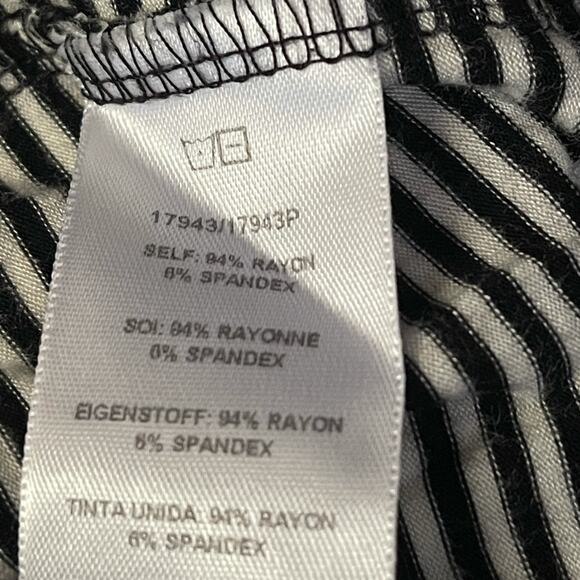 17943/17943P
SELF: 94% RAYON
6% SPANDEX
SOI: 94% RAYONNE
6% SPANDEX
EIGENSTOFF: 94% RAYON
6% SPANDEX
TINTA UNIDA: 94% RAYON
6% SPANDEX